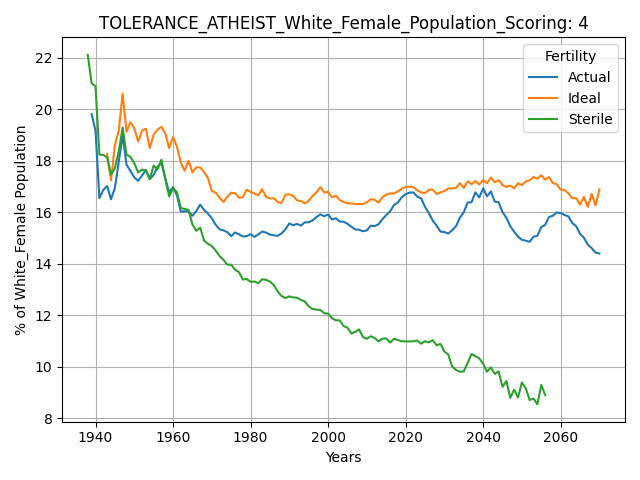 TOLERANCE_ATHEIST_White_Female_Population_Scoring: 4
Fertility
Actual
Ideal
Sterile
% of White_Female Population
22
20
18
16
14
12
10
8
1940 1960 1980 2000 2020 2040 2060
Years